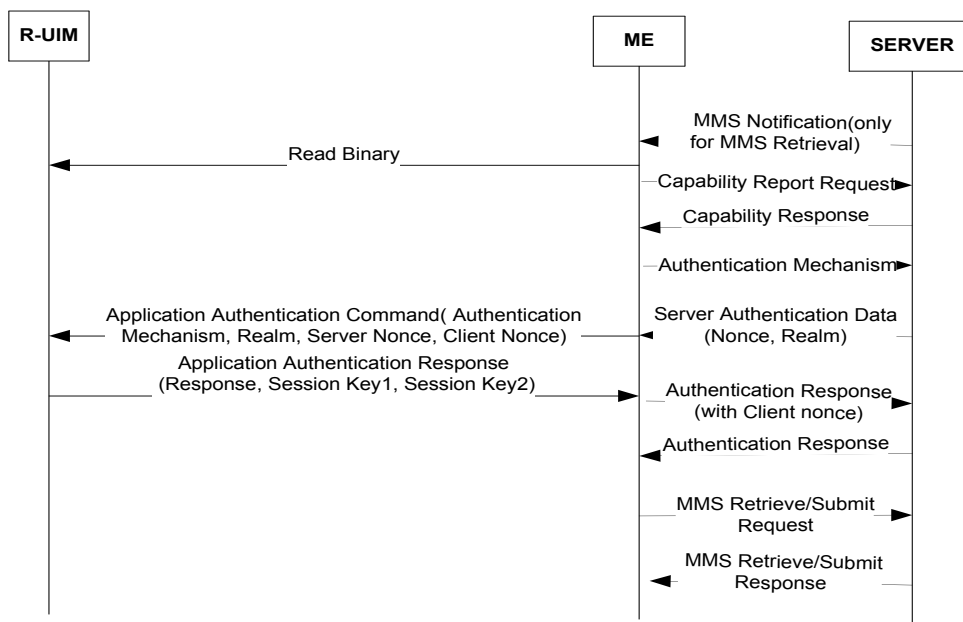 R-UIM
ME
SERVER
MMS Notification(only
for MMS Retrieval)
Read Binary
Capability Report Request
Capability Response
Authentication Mechanism
Application Authentication Command( Authentication
Mechanism, Realm, Server Nonce, Client Nonce)
Server Authentication Data
(Nonce, Realm)
Application Authentication Response
(Response, Session Key1, Session Key2)
Authentication Response
(with Client nonce)
Authentication Response
MMS Retrieve/Submit
Request
MMS Retrieve/Submit
Response